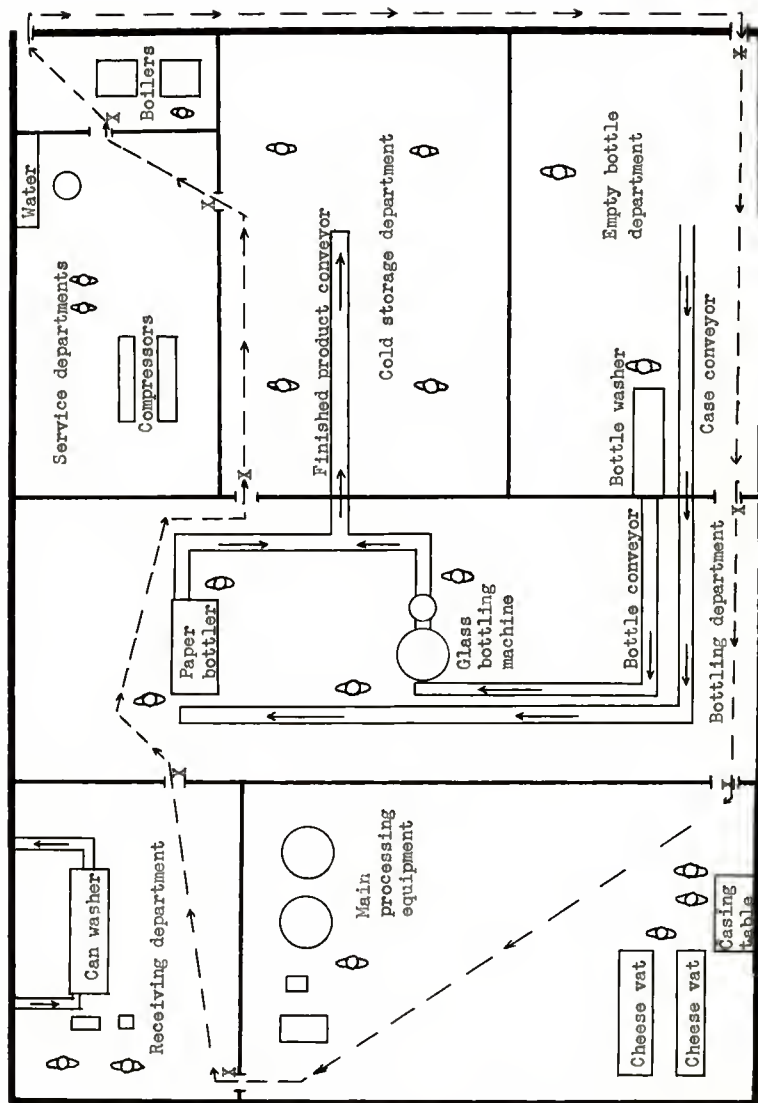 Can washer
Receiving department
Service departments
Compressors
Water
Boilers
Paper
bottler
Finished product conveyor
Cold storage department
Main
processing
equipment
Glass
bottling
machine
Bottle conveyor
Bottle washer
Empty bottle
department
Case conveyor
Bottling department
Cheese vat
Cheese vat
Casing
table